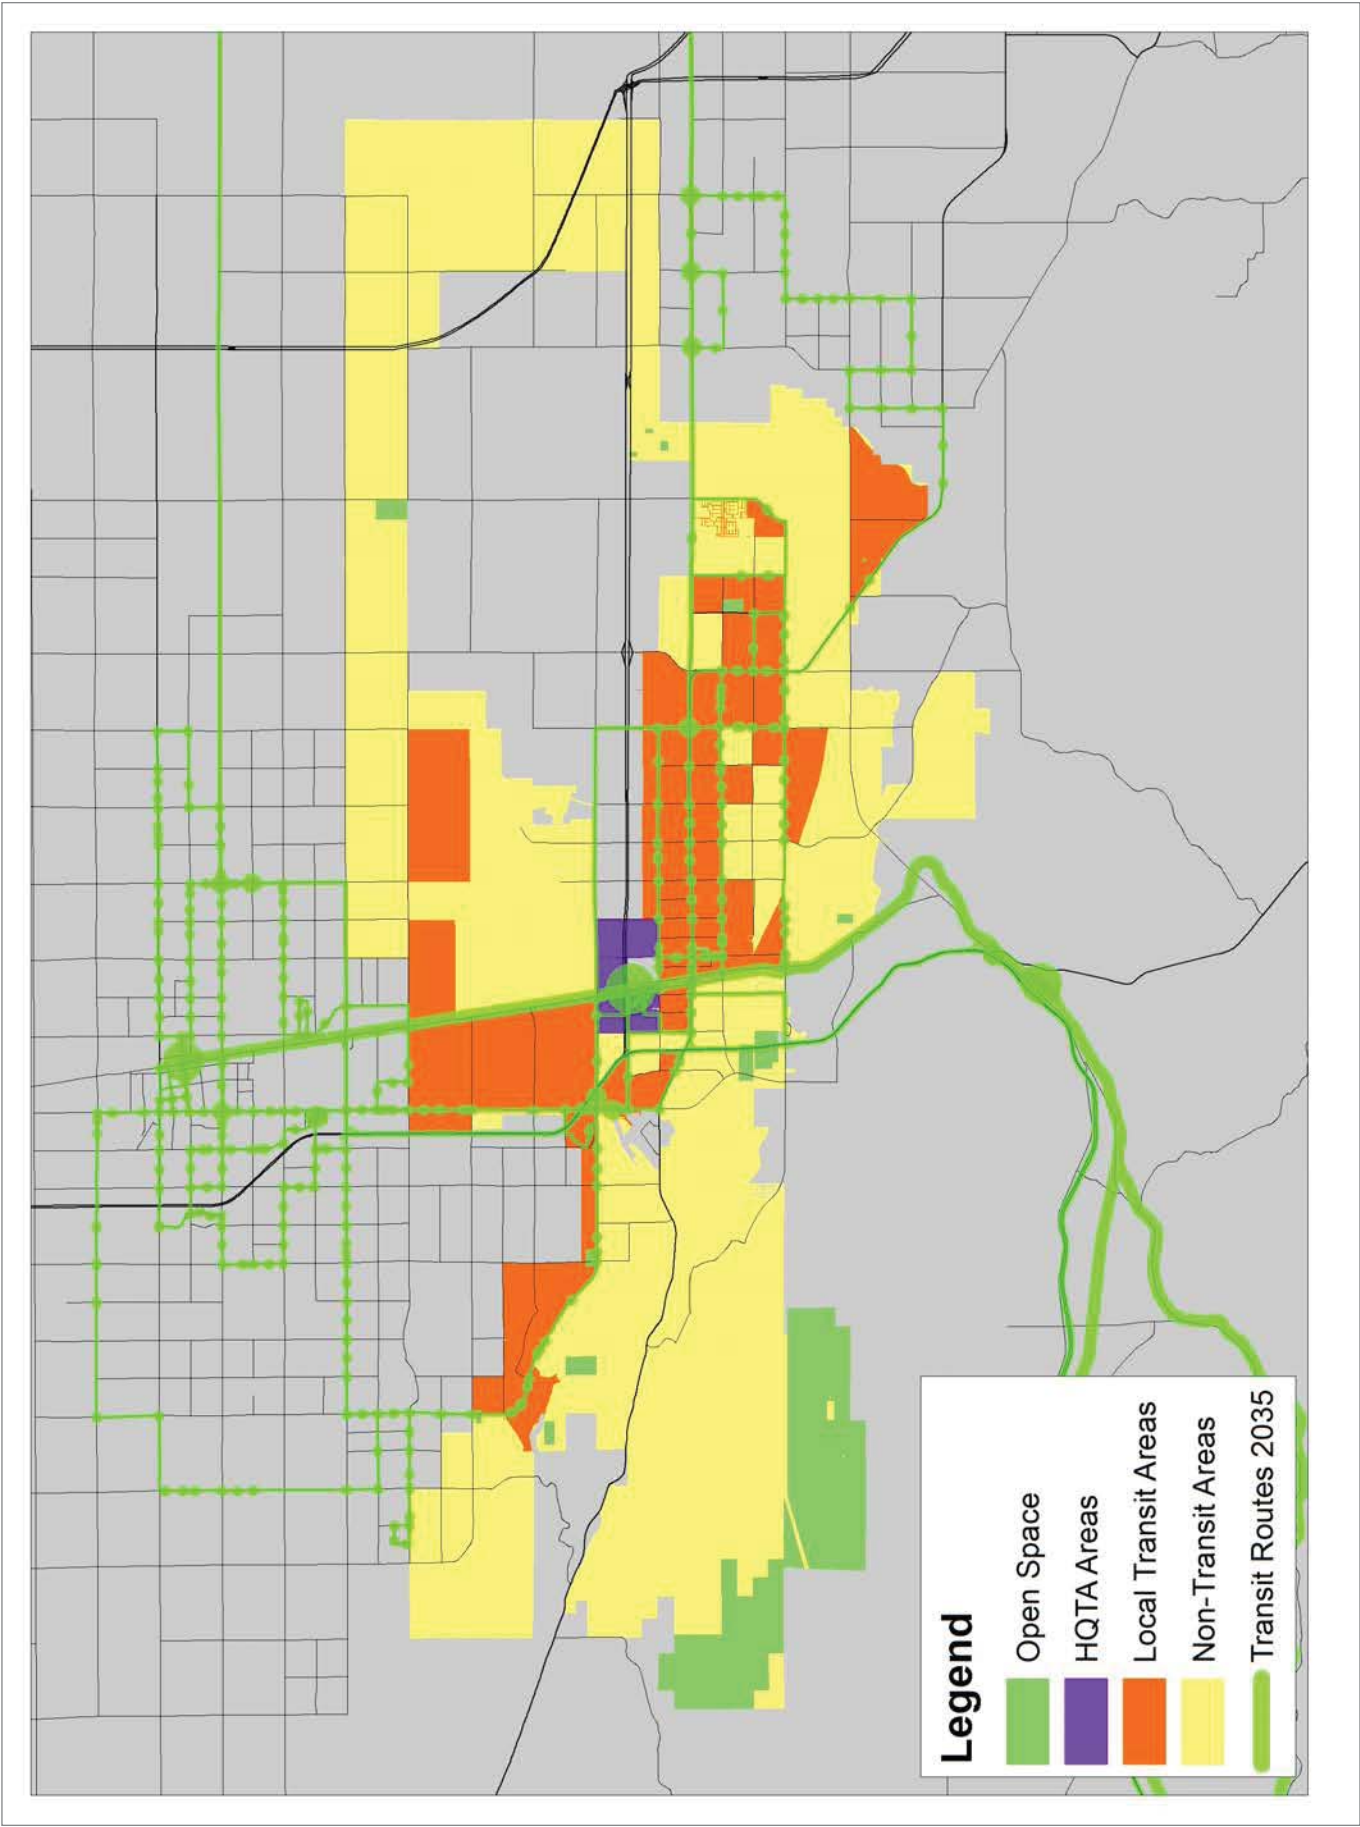 Legend
Open Space
HQTA Areas
Local Transit Areas
Non-Transit Areas
Transit Routes 2035